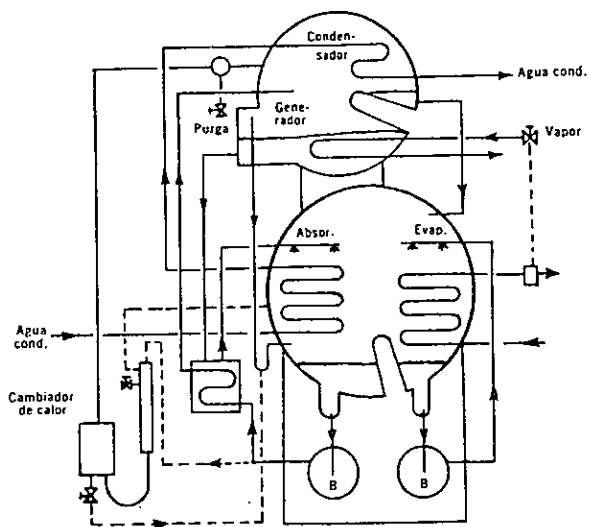 Conden-
sador
Agua cond.
Purga
Gene-
rador
Vapor
Absor.
Evap.
Agua
cond.
Cambiador
de calor
B
B